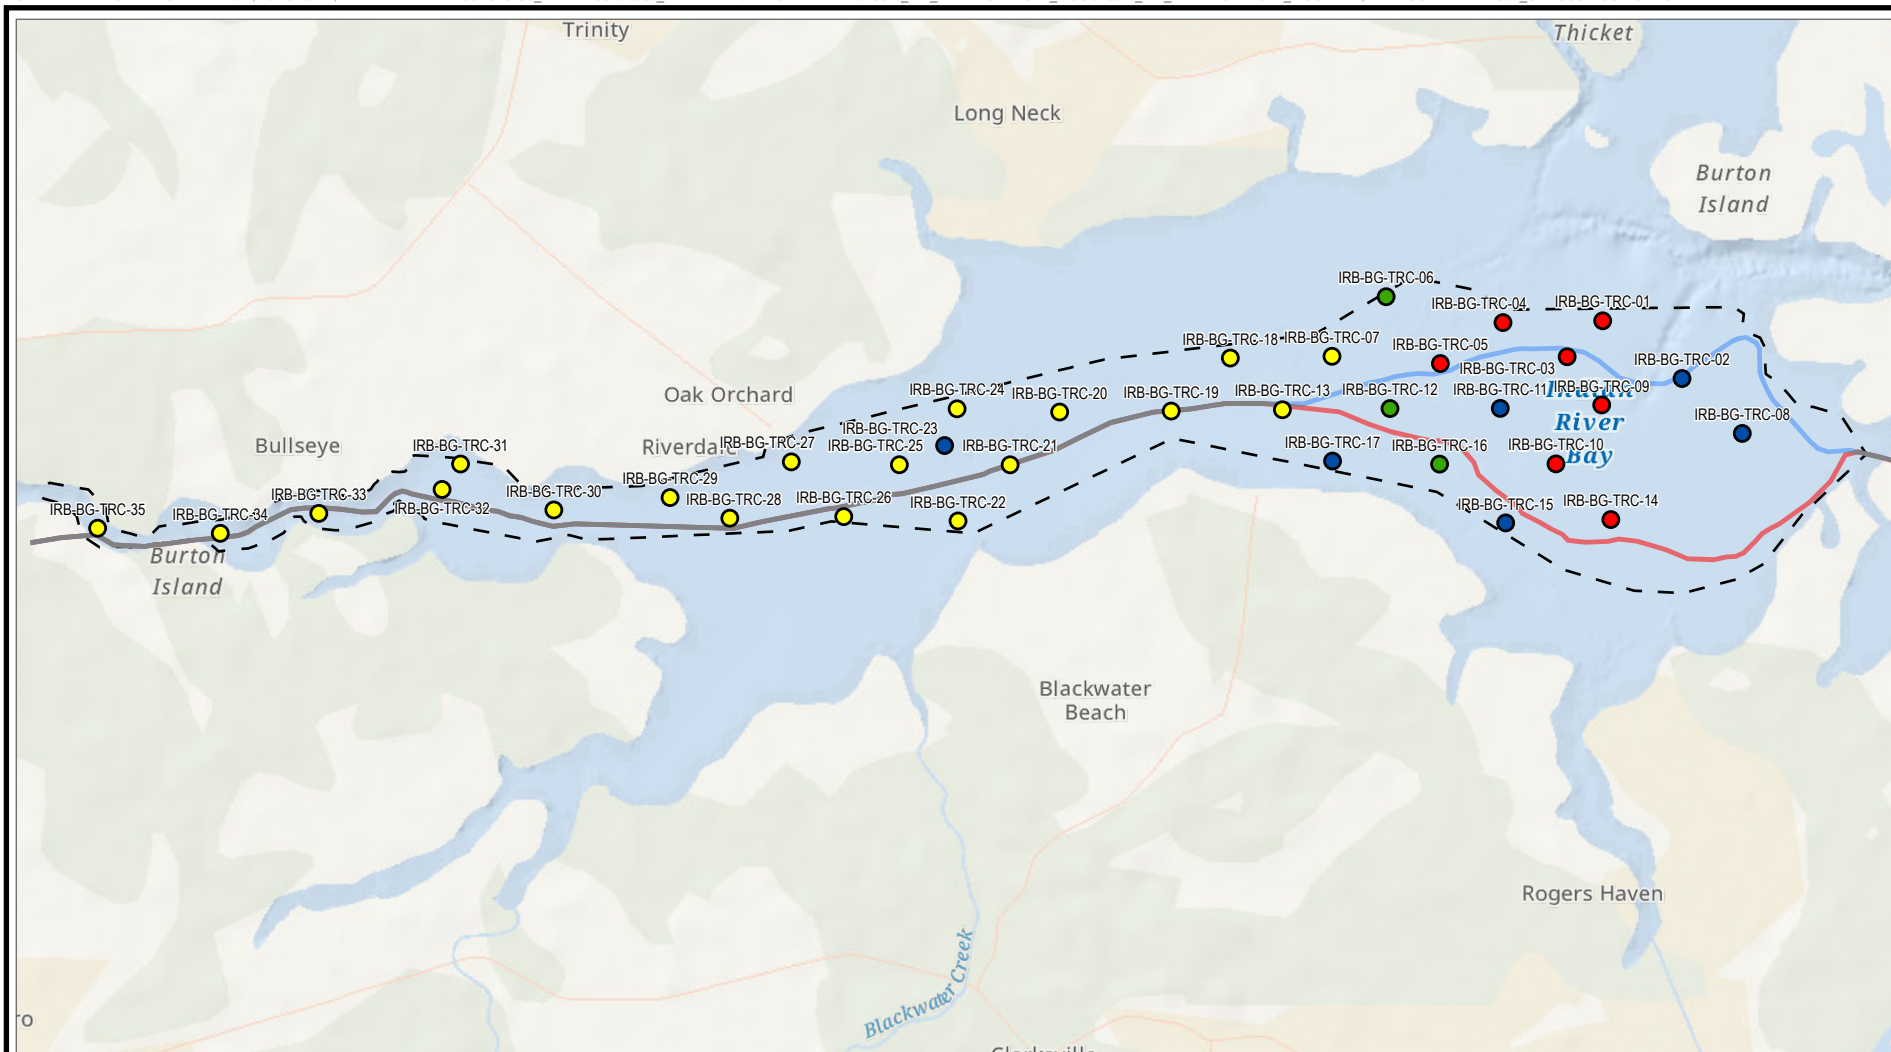 Trinity
Thicket
Long Neck
Burton
Island
IRB-BG-TRC-06
IRB-BG-TRC-04
IRB-BG-TRC-01
IRB-BG-TRC-18
IRB-BG-TRC-07
IRB-BG-TRC-05
IRB-BG-TRC-03
IRB-BG-TRC-02
IRB-BG-TRC-24
IRB-BG-TRC-20
IRB-BG-TRC-19
IRB-BG-TRC-13
IRB-BG-TRC-12
IRB-BG-TRC-11
IRB-BG-TRC-09
Oak Orchard
Indian
River
Bay
IRB-BG-TRC-08
IRB-BG-TRC-23
Bullseye
IRB-BG-TRC-31
Riverdale
IRB-BG-TRC-27
IRB-BG-TRC-25
IRB-BG-TRC-21
IRB-BG-TRC-17
IRB-BG-TRC-16
IRB-BG-TRC-10
IRB-BG-TRC-29
IRB-BG-TRC-30
IRB-BG-TRC-33
IRB-BG-TRC-28
IRB-BG-TRC-26
IRB-BG-TRC-22
IRB-BG-TRC-15
IRB-BG-TRC-14
IRB-BG-TRC-35
IRB-BG-TRC-34
IRB-BG-TRC-32
Burton
Island
Blackwater
Beach
Rogers Haven
Blackwater Creek
ro
Clarksville